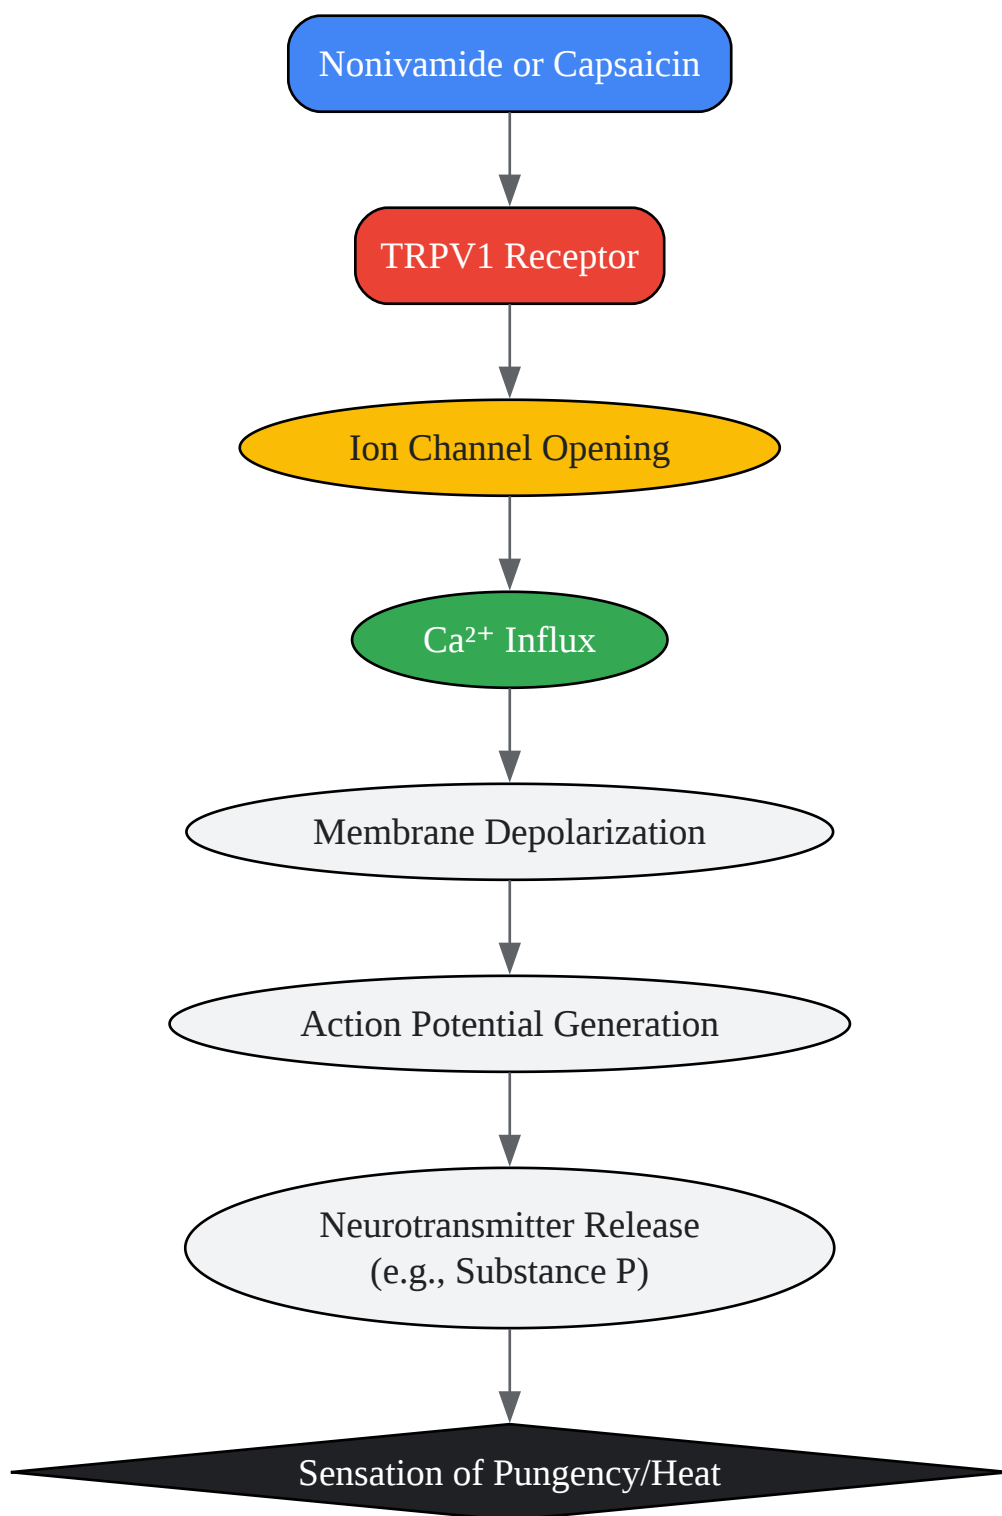 Nonivamide or Capsaicin
TRPV1 Receptor
Ion Channel Opening
Ca²⁺ Influx
Membrane Depolarization
Action Potential Generation
Neurotransmitter Release
(e.g., Substance P)
Sensation of Pungency/Heat